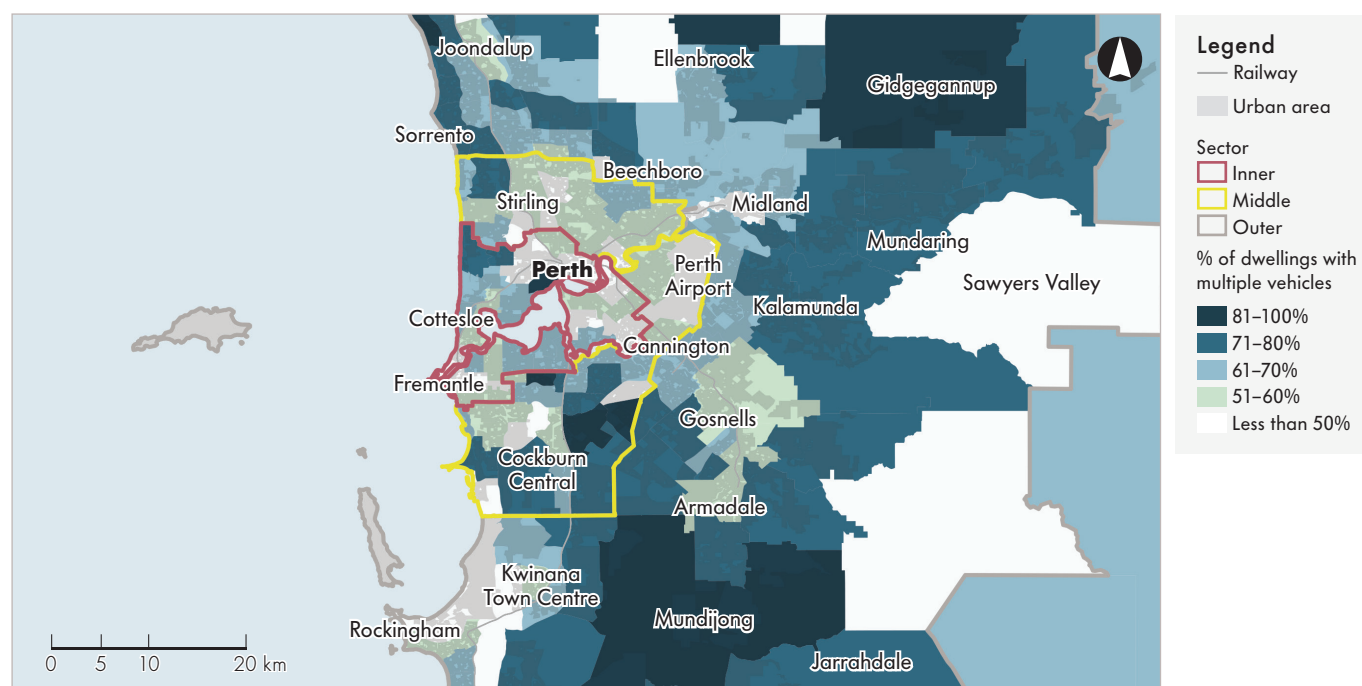 Joondalup
Ellenbrook
Gidgegannup
Sorrento
Beechboro
Stirling
Midland
Mundaring
Perth
Perth
Airport
Sawyers Valley
Kalamunda
Cottesloe
Cannington
Fremantle
Gosnells
Cockburn
Central
Armadale
Kwinana
Town Centre
Rockingham
Mundijong
Jarrahdale
0 5 10 20 km
Legend
Railway
Urban area
Sector
Inner
Middle
Outer
% of dwellings with
multiple vehicles
81–100%
71–80%
61–70%
51–60%
Less than 50%